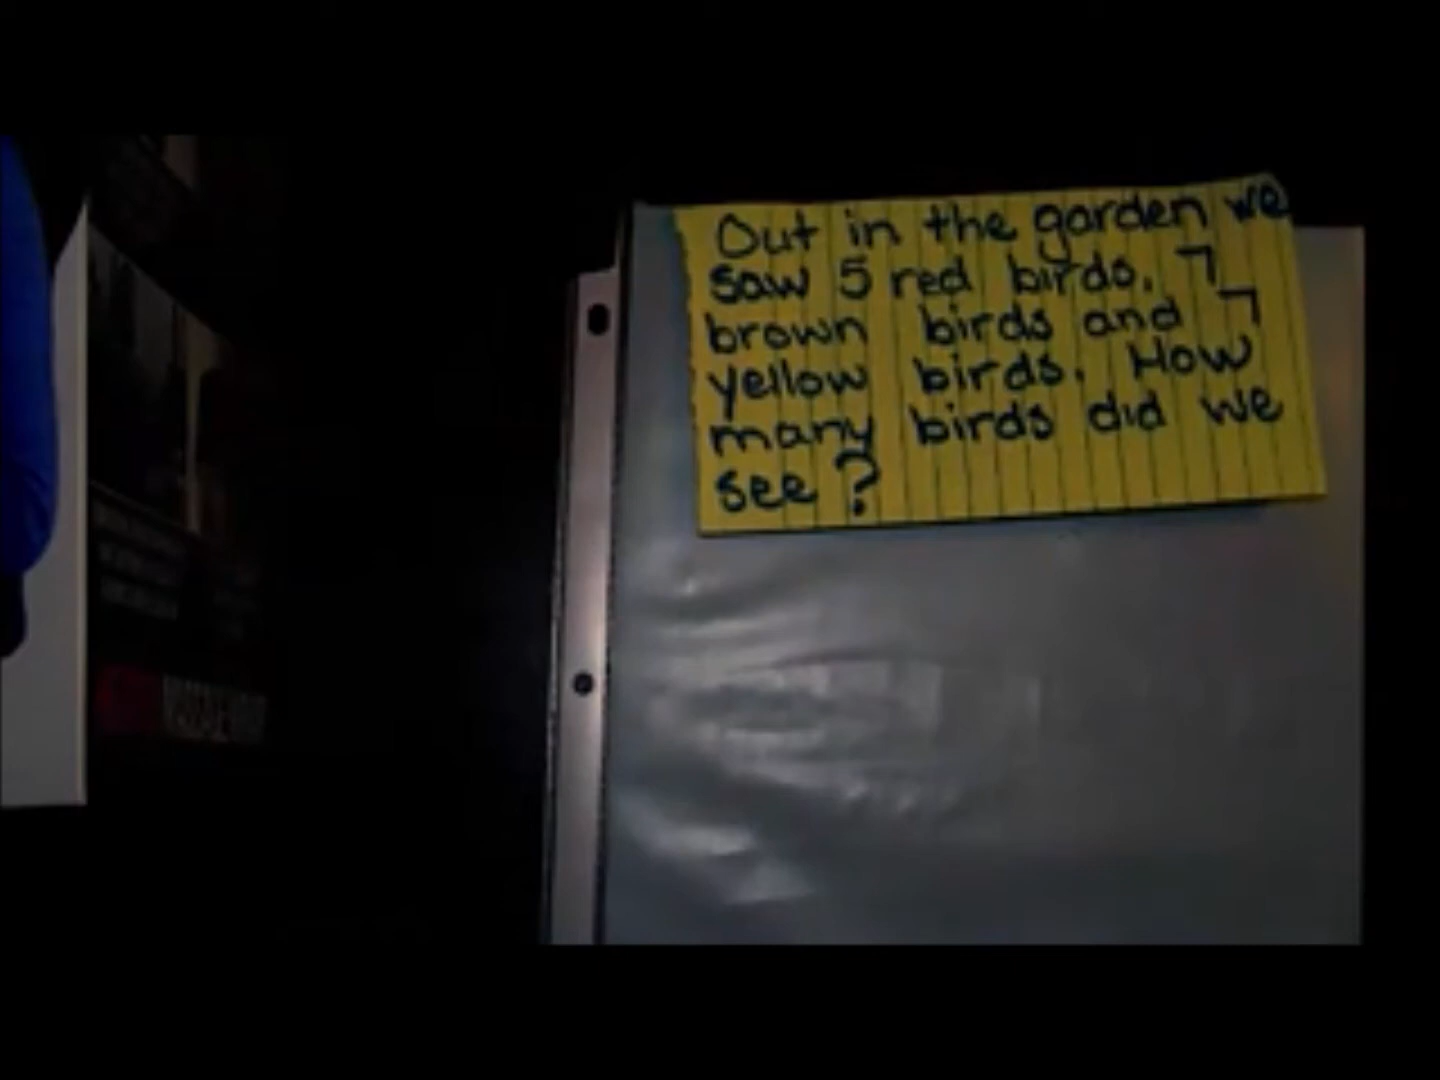 Out in the garden we
saw 5 red birds, 7
brown birds and 7
yellow birds. How
many birds did we
see?